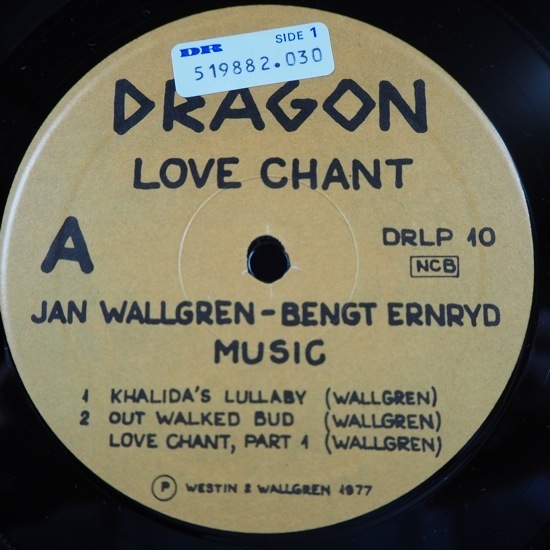 DR SIDE 1
519882.030
DRAGON
LOVE CHANT
A
DRLP 10
NCB
JAN WALLGREN - BENGT ERNRYD
MUSIC
1 KHALIDA'S LULLABY (WALLGREN)
2 OUT WALKED BUD (WALLGREN)
LOVE CHANT, PART 1 (WALLGREN)
Ⓟ WESTIN & WALLGREN 1977